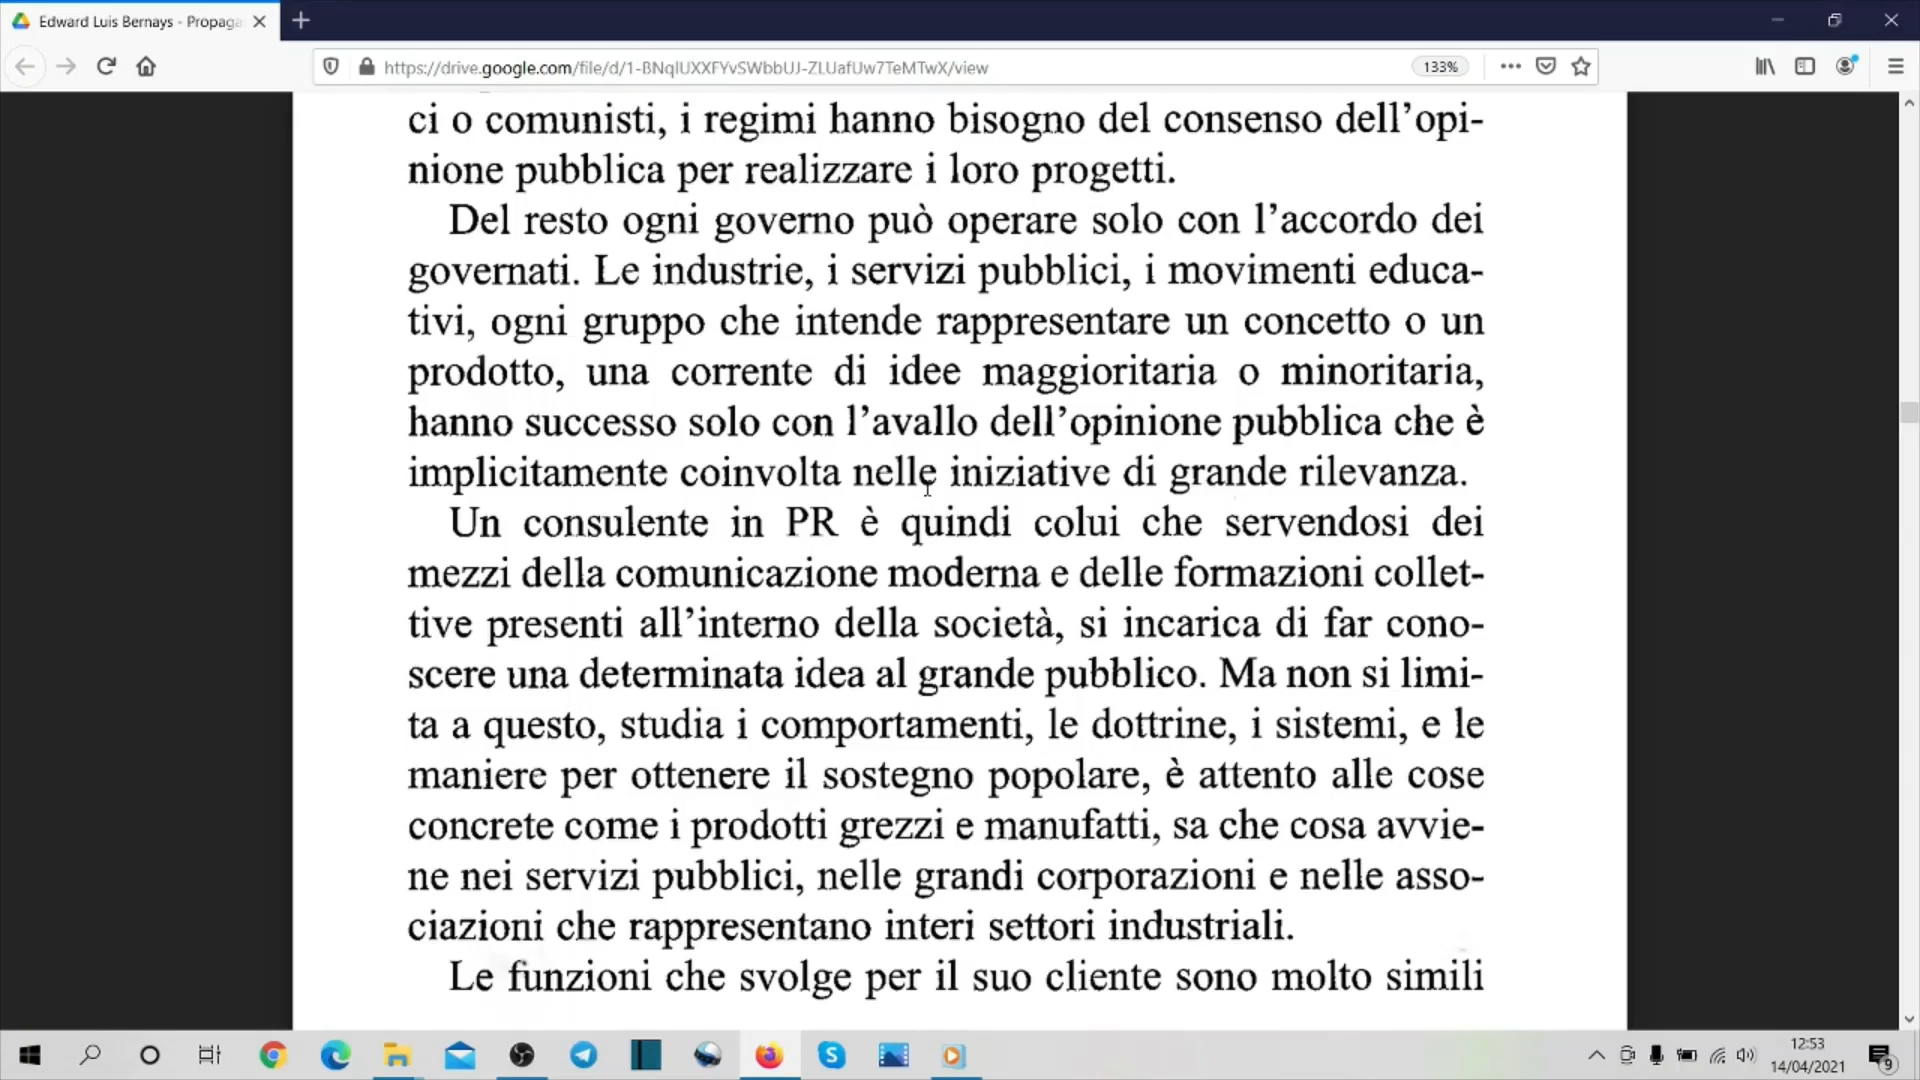 Edward Luis Bernays - Propaga
https://drive.google.com/file/d/1-BNqlUXXFYvSWbbUJ-ZLUafUw7TeMTwX/view
133%
ci o comunisti, i regimi hanno bisogno del consenso dell’opi-
nione pubblica per realizzare i loro progetti.
Del resto ogni governo può operare solo con l’accordo dei
governati. Le industrie, i servizi pubblici, i movimenti educa-
tivi, ogni gruppo che intende rappresentare un concetto o un
prodotto, una corrente di idee maggioritaria o minoritaria,
hanno successo solo con l’avallo dell’opinione pubblica che è
implicitamente coinvolta nelle iniziative di grande rilevanza.
Un consulente in PR è quindi colui che servendosi dei
mezzi della comunicazione moderna e delle formazioni collet-
tive presenti all’interno della società, si incarica di far cono-
scere una determinata idea al grande pubblico. Ma non si limi-
ta a questo, studia i comportamenti, le dottrine, i sistemi, e le
maniere per ottenere il sostegno popolare, è attento alle cose
concrete come i prodotti grezzi e manufatti, sa che cosa avvie-
ne nei servizi pubblici, nelle grandi corporazioni e nelle asso-
ciazioni che rappresentano interi settori industriali.
Le funzioni che svolge per il suo cliente sono molto simili
12:53
14/04/2021
9